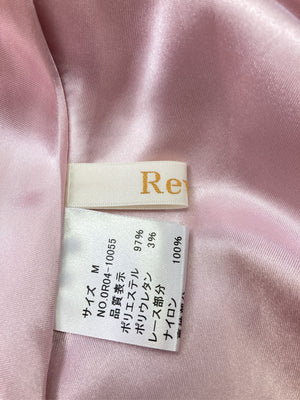 Rev
サイズ M
NO.0R04-10055
品質表示
ポリエステル 97%
ポリウレタン 3%
レース部分
ナイロン 100%